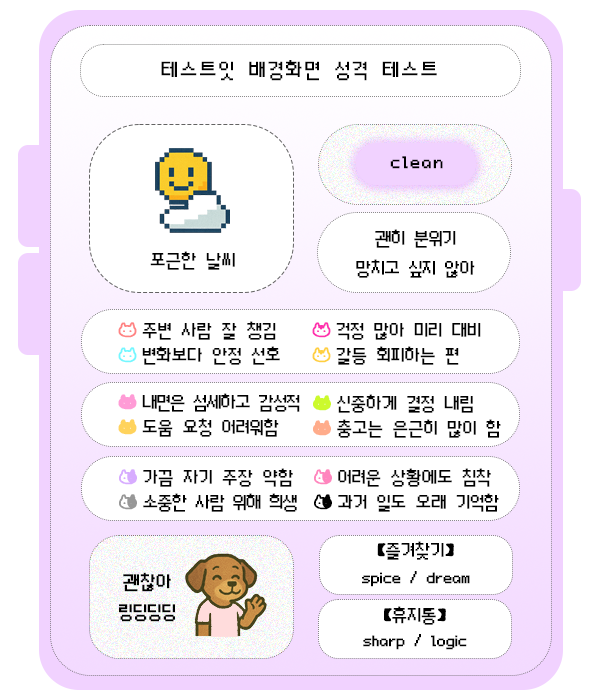 테스트잇 배경화면 성격 테스트
포근한 날씨
clean
괜히 분위기
망치고 싶지 않아
주변 사람 잘 챙김
걱정 많아 미리 대비
변화보다 안정 선호
갈등 회피하는 편
내면은 섬세하고 감성적
신중하게 결정 내림
도움 요청 어려워함
충고는 은근히 많이 함
가끔 자기 주장 약함
어려운 상황에도 침착
소중한 사람 위해 희생
과거 일도 오래 기억함
괜찮아
링딩딩딩
【즐겨찾기】
spice / dream
【휴지통】
sharp / logic